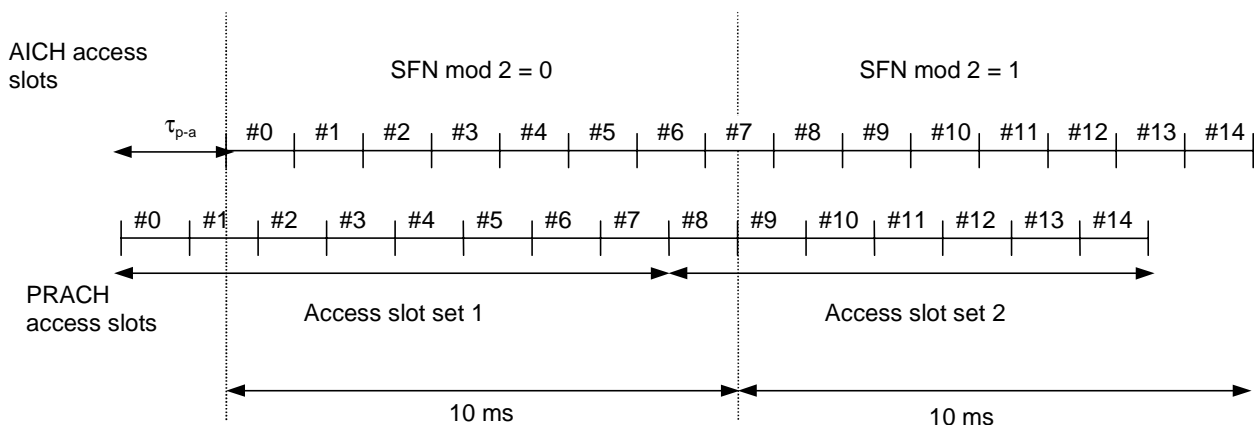 AICH access
slots
SFN mod 2 = 0
SFN mod 2 = 1
τp-a
#0 #1 #2 #3 #4 #5 #6 #7 #8 #9 #10 #11 #12 #13 #14
#0 #1 #2 #3 #4 #5 #6 #7 #8 #9 #10 #11 #12 #13 #14
PRACH
access slots
Access slot set 1
Access slot set 2
10 ms
10 ms